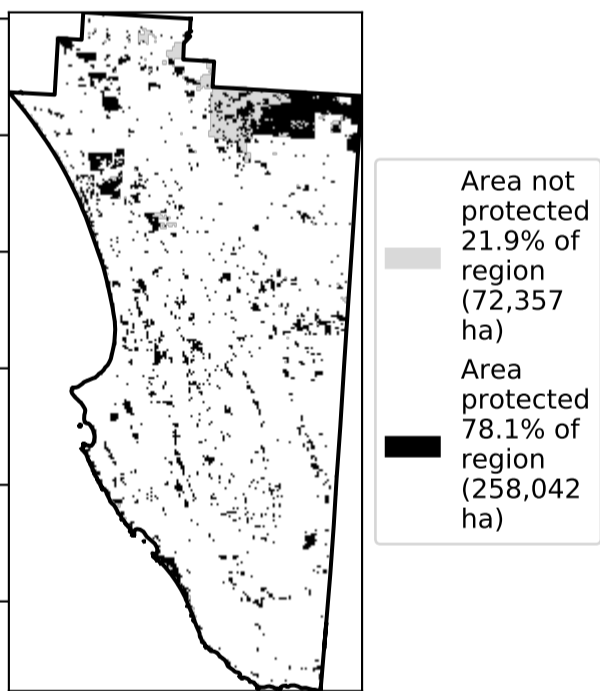 Area not
protected
21.9% of
region
(72,357
ha)
Area
protected
78.1% of
region
(258,042
ha)